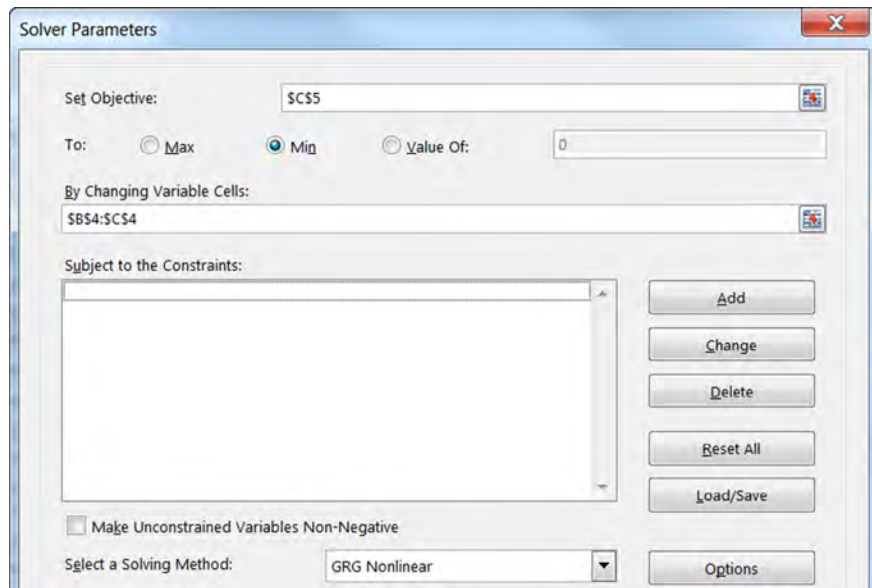 Solver Parameters
Set Objective: $C$5
To: Max Min Value Of: 0
By Changing Variable Cells:
$B$4:$C$4
Subject to the Constraints:
Add
Change
Delete
Reset All
Load/Save
Make Unconstrained Variables Non-Negative
Select a Solving Method: GRG Nonlinear Options